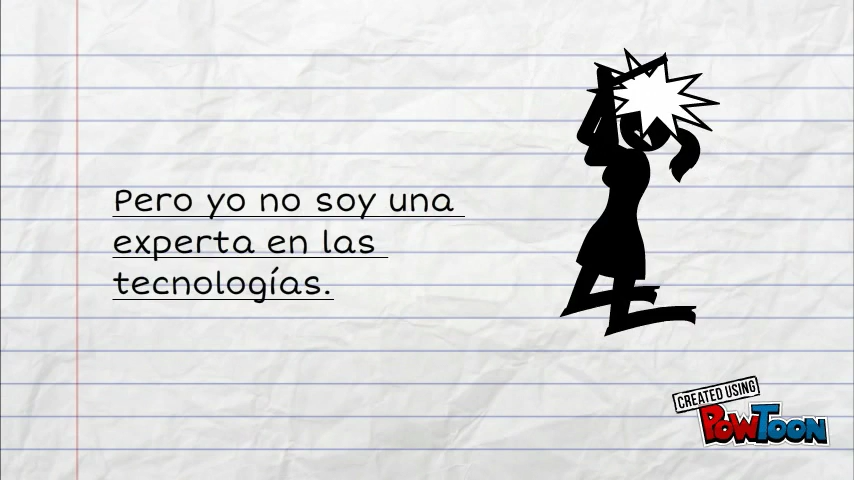 Pero yo no soy una
experta en las
tecnologías.
CREATED USING
POWTOON